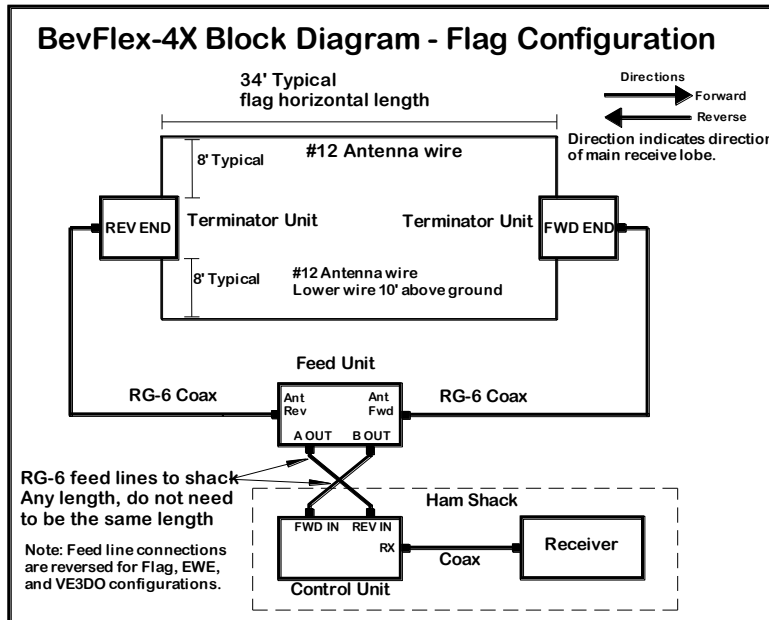 BevFlex-4X Block Diagram - Flag Configuration
34' Typical
flag horizontal length
Directions
Forward
Reverse
Direction indicates direction
of main receive lobe.
8' Typical
#12 Antenna wire
REV END
Terminator Unit
Terminator Unit
FWD END
8' Typical
#12 Antenna wire
Lower wire 10' above ground
Feed Unit
RG-6 Coax
Ant
Rev
Ant
Fwd
RG-6 Coax
A OUT
B OUT
RG-6 feed lines to shack
Any length, do not need
to be the same length
Ham Shack
FWD IN
REV IN
RX
Coax
Receiver
Control Unit
Note: Feed line connections
are reversed for Flag, EWE,
and VE3DO configurations.